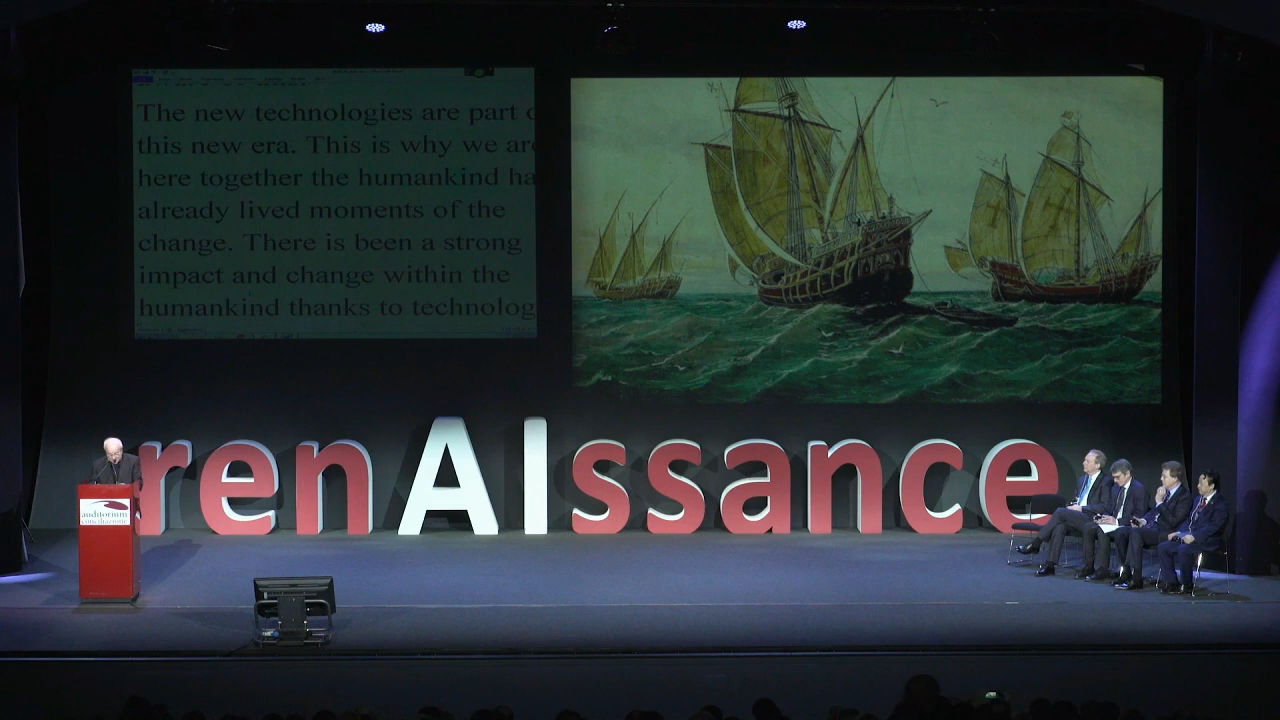 The new technologies are part
this new era. This is why we are
here together the humankind ha
already lived moments of the
change. There is been a strong
impact and change within the
humankind thanks to technolog
renAIssance
auditorium
conciliazione